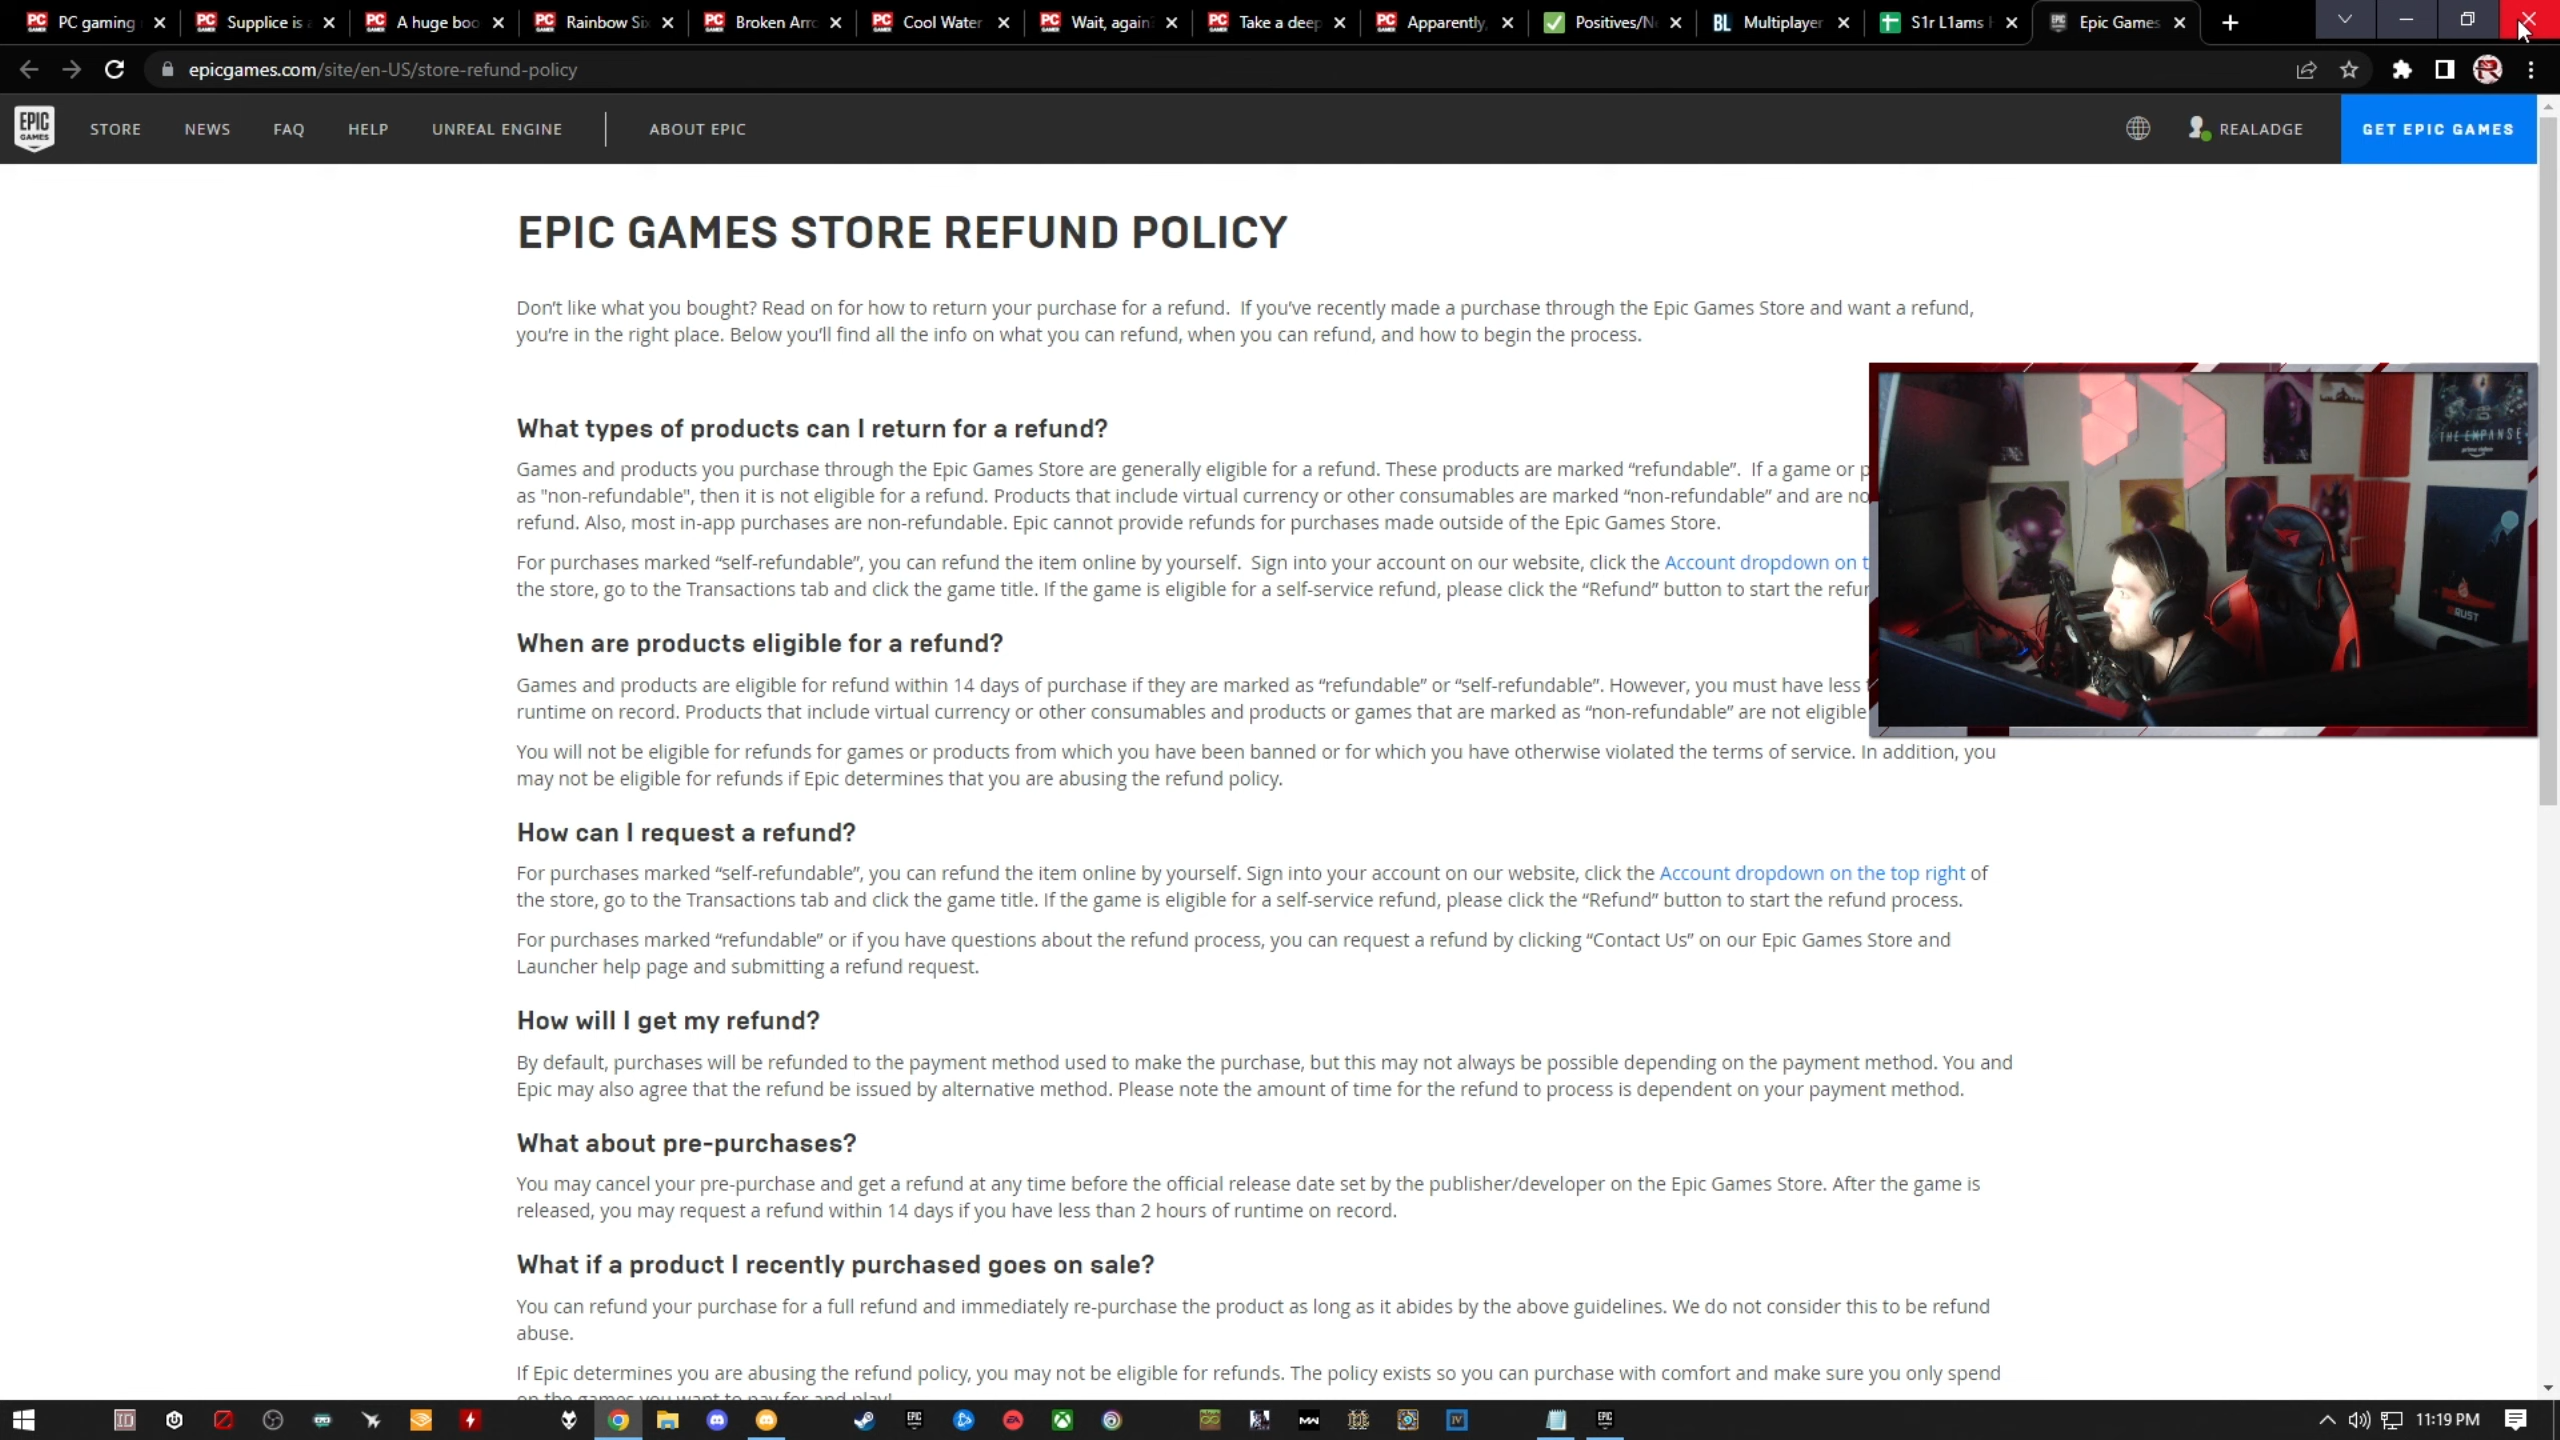 PC gaming
Supplice is a
A huge boo
Rainbow Six
Broken Arro
Cool Water
Wait, again?
Take a deep
Apparently,
Positives/N
BL Multiplayer
S1r L1ams H
Epic Games
epicgames.com/site/en-US/store-refund-policy
EPIC GAMES
STORE NEWS FAQ HELP UNREAL ENGINE ABOUT EPIC REALADGE GET EPIC GAMES
EPIC GAMES STORE REFUND POLICY
Don’t like what you bought? Read on for how to return your purchase for a refund.  If you’ve recently made a purchase through the Epic Games Store and want a refund,
you’re in the right place. Below you’ll find all the info on what you can refund, when you can refund, and how to begin the process.
What types of products can I return for a refund?
Games and products you purchase through the Epic Games Store are generally eligible for a refund. These products are marked “refundable”.  If a game or p
as "non-refundable", then it is not eligible for a refund. Products that include virtual currency or other consumables are marked “non-refundable” and are no
refund. Also, most in-app purchases are non-refundable. Epic cannot provide refunds for purchases made outside of the Epic Games Store.
For purchases marked “self-refundable”, you can refund the item online by yourself.  Sign into your account on our website, click the Account dropdown on t
the store, go to the Transactions tab and click the game title. If the game is eligible for a self-service refund, please click the “Refund” button to start the refun
When are products eligible for a refund?
Games and products are eligible for refund within 14 days of purchase if they are marked as “refundable” or “self-refundable”. However, you must have less
runtime on record. Products that include virtual currency or other consumables and products or games that are marked as “non-refundable” are not eligible
You will not be eligible for refunds for games or products from which you have been banned or for which you have otherwise violated the terms of service. In addition, you
may not be eligible for refunds if Epic determines that you are abusing the refund policy.
How can I request a refund?
For purchases marked “self-refundable”, you can refund the item online by yourself. Sign into your account on our website, click the Account dropdown on the top right of
the store, go to the Transactions tab and click the game title. If the game is eligible for a self-service refund, please click the “Refund” button to start the refund process.
For purchases marked “refundable” or if you have questions about the refund process, you can request a refund by clicking “Contact Us” on our Epic Games Store and
Launcher help page and submitting a refund request.
How will I get my refund?
By default, purchases will be refunded to the payment method used to make the purchase, but this may not always be possible depending on the payment method. You and
Epic may also agree that the refund be issued by alternative method. Please note the amount of time for the refund to process is dependent on your payment method.
What about pre-purchases?
You may cancel your pre-purchase and get a refund at any time before the official release date set by the publisher/developer on the Epic Games Store. After the game is
released, you may request a refund within 14 days if you have less than 2 hours of runtime on record.
What if a product I recently purchased goes on sale?
You can refund your purchase for a full refund and immediately re-purchase the product as long as it abides by the above guidelines. We do not consider this to be refund
abuse.
If Epic determines you are abusing the refund policy, you may not be eligible for refunds. The policy exists so you can purchase with comfort and make sure you only spend
on the games you want to pay for and play!
THE EXPANSE
prime video
RUST
11:19 PM